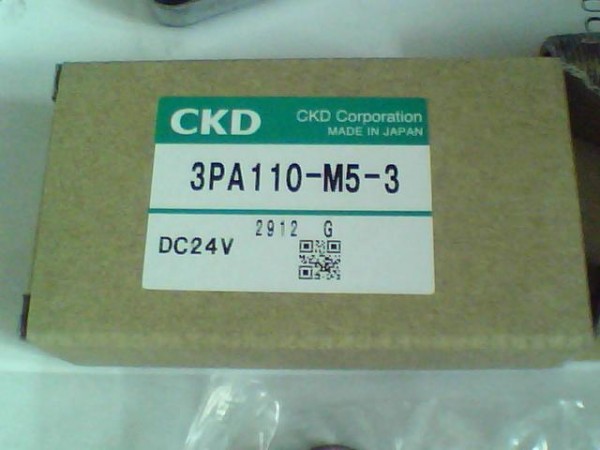 CKD
CKD Corporation
MADE IN JAPAN
3PA110-M5-3
2912 G
DC24V